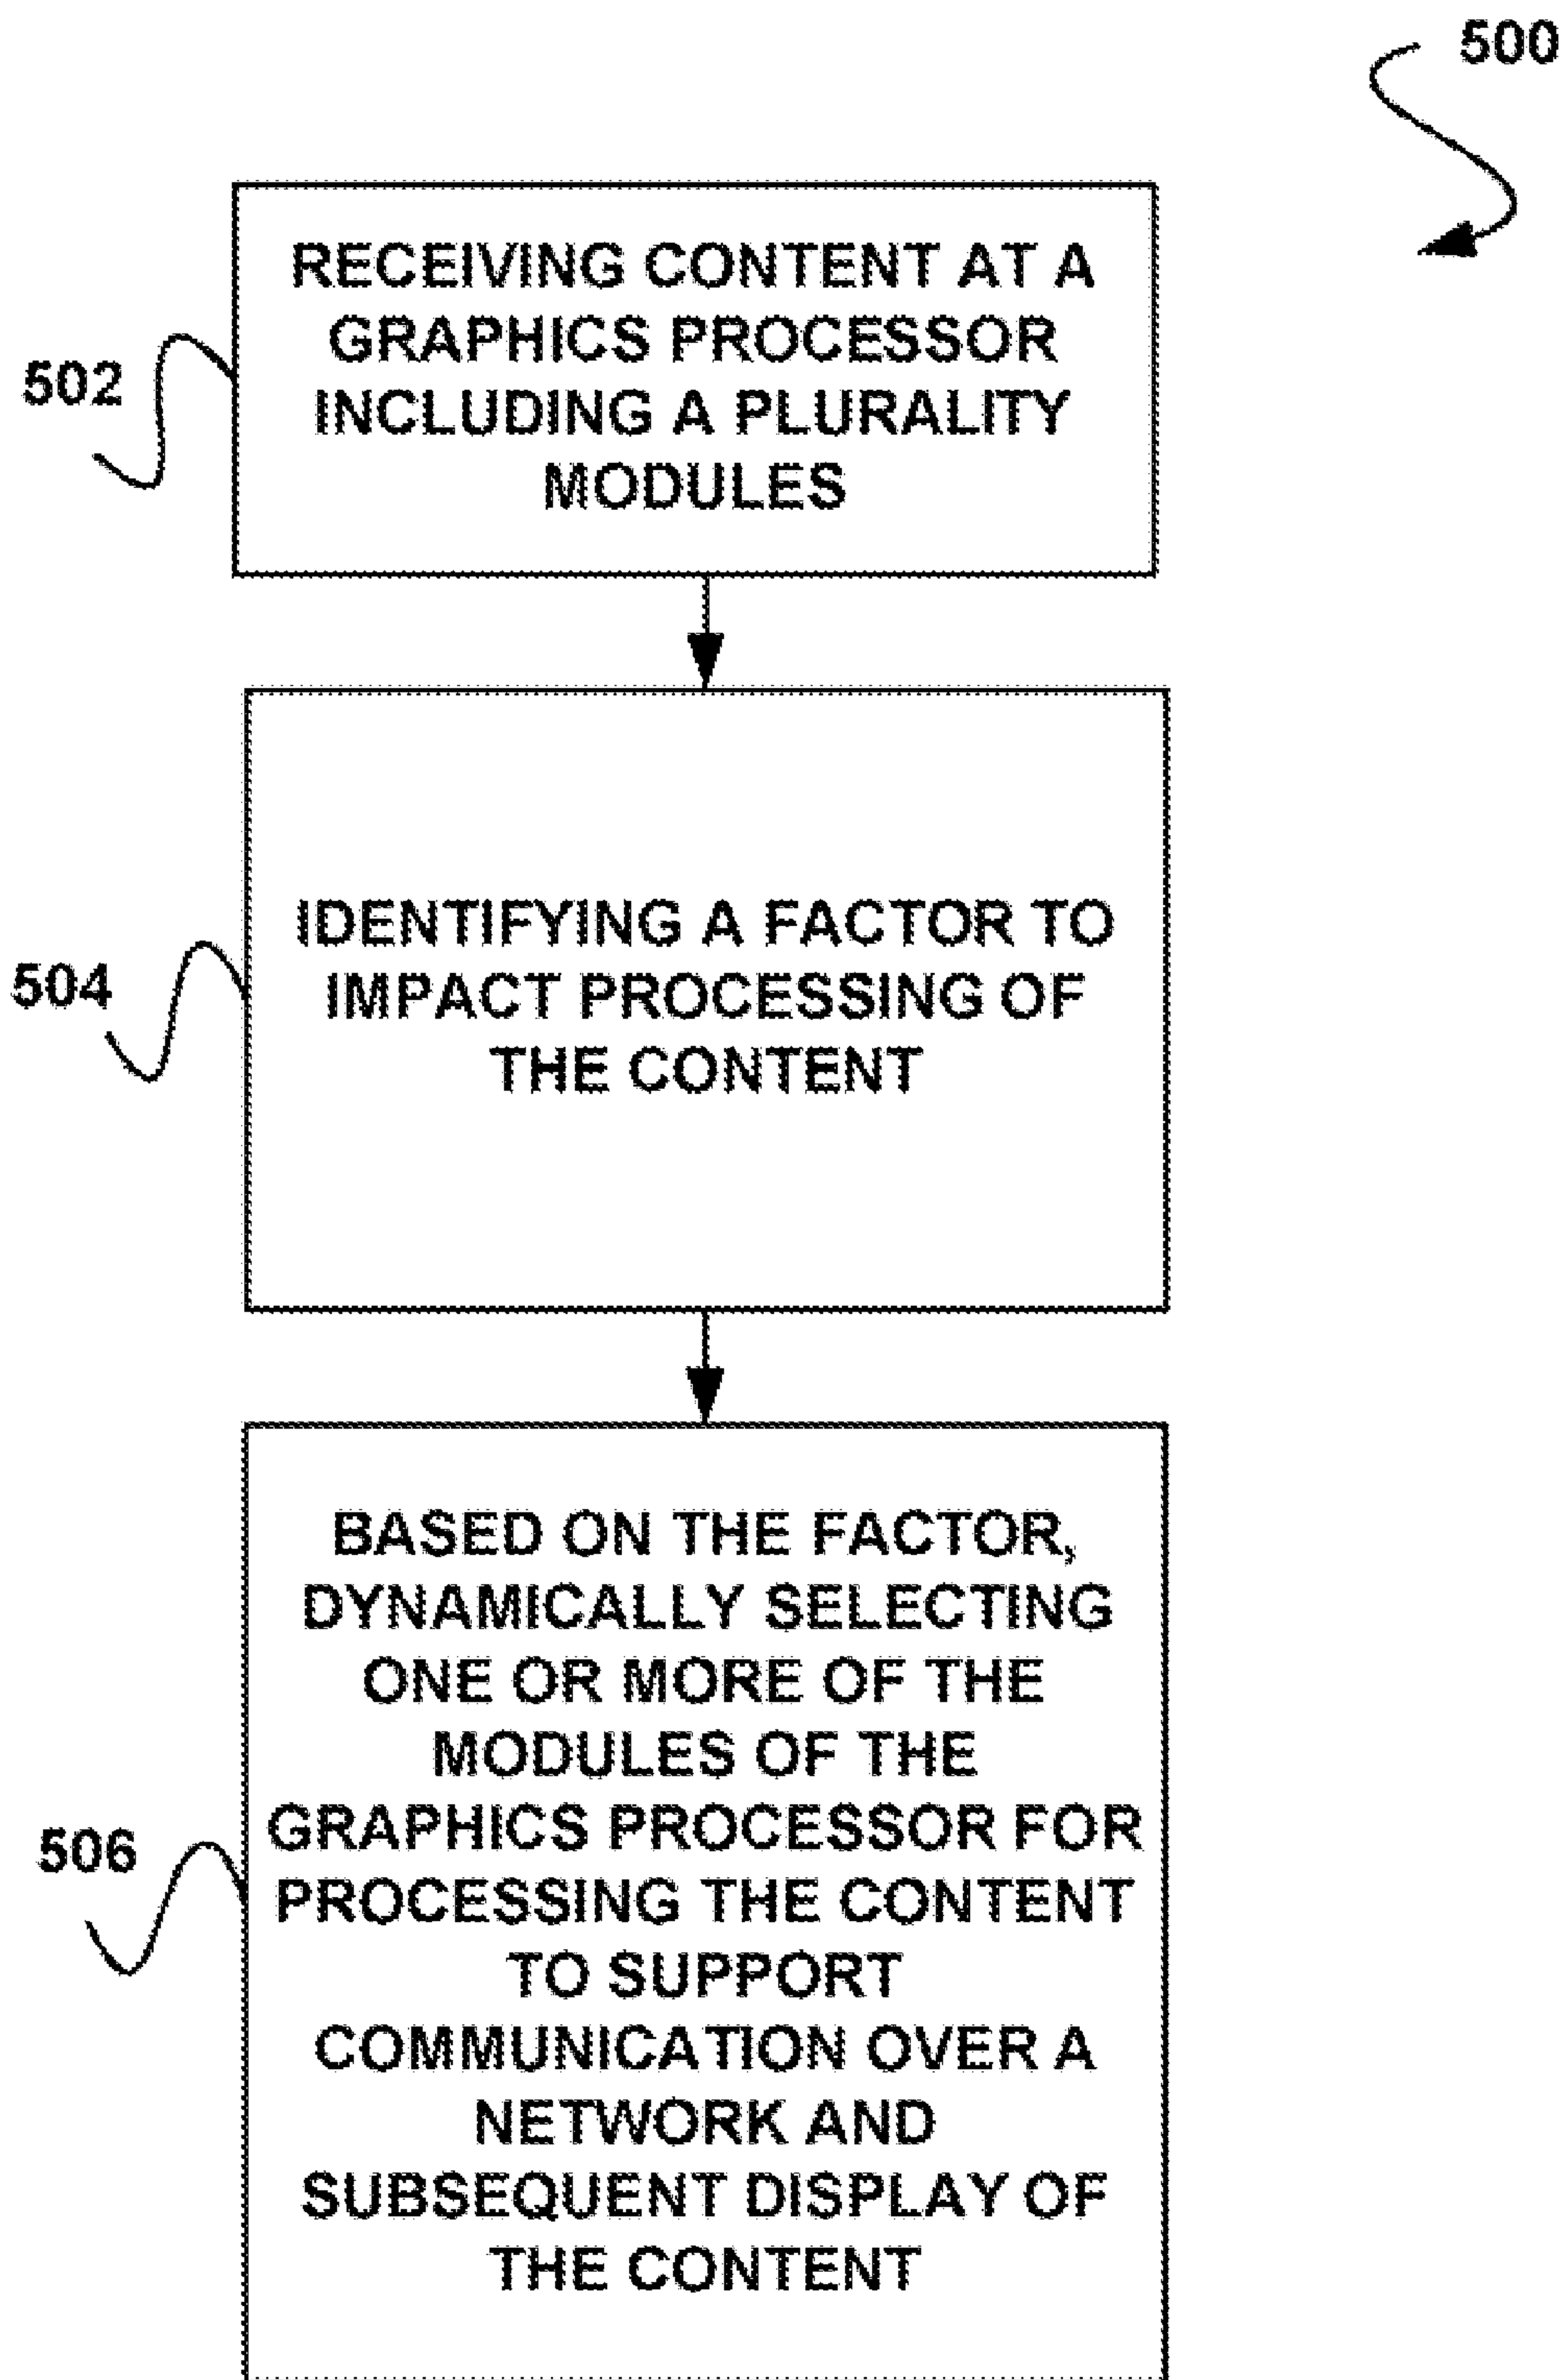 500
RECEIVING CONTENT AT A
GRAPHICS PROCESSOR
INCLUDING A PLURALITY
MODULES
502
IDENTIFYING A FACTOR TO
IMPACT PROCESSING OF
THE CONTENT
504
BASED ON THE FACTOR,
DYNAMICALLY SELECTING
ONE OR MORE OF THE
MODULES OF THE
GRAPHICS PROCESSOR FOR
PROCESSING THE CONTENT
TO SUPPORT
COMMUNICATION OVER A
NETWORK AND
SUBSEQUENT DISPLAY OF
THE CONTENT
506